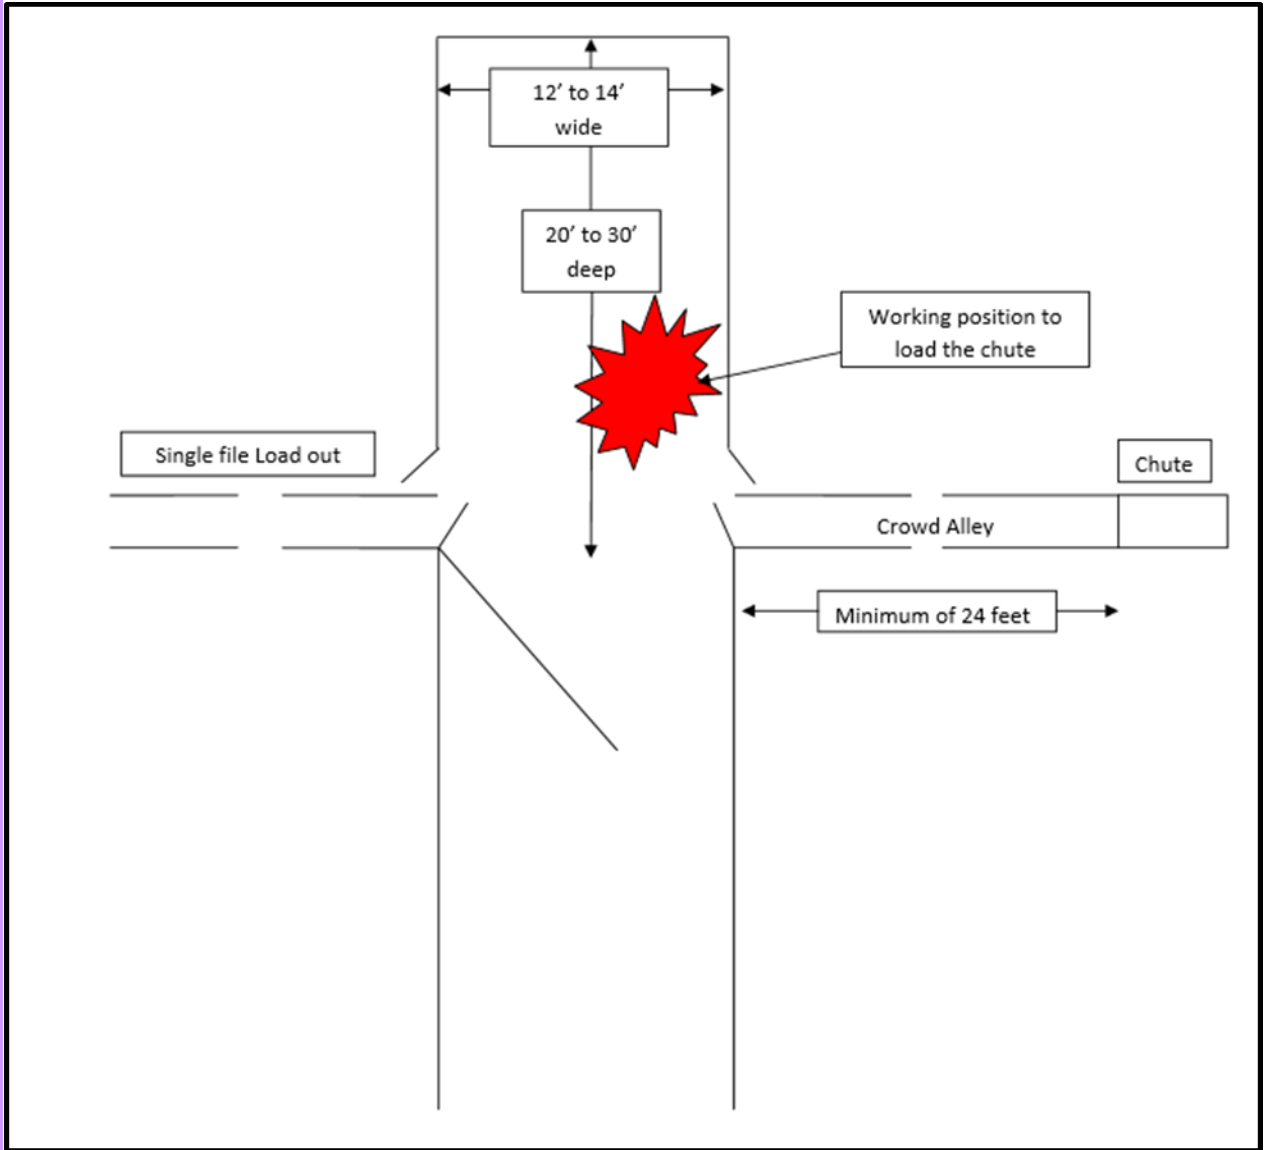 12’ to 14’
wide
20’ to 30’
deep
Working position to
load the chute
Single file Load out
Chute
Crowd Alley
Minimum of 24 feet